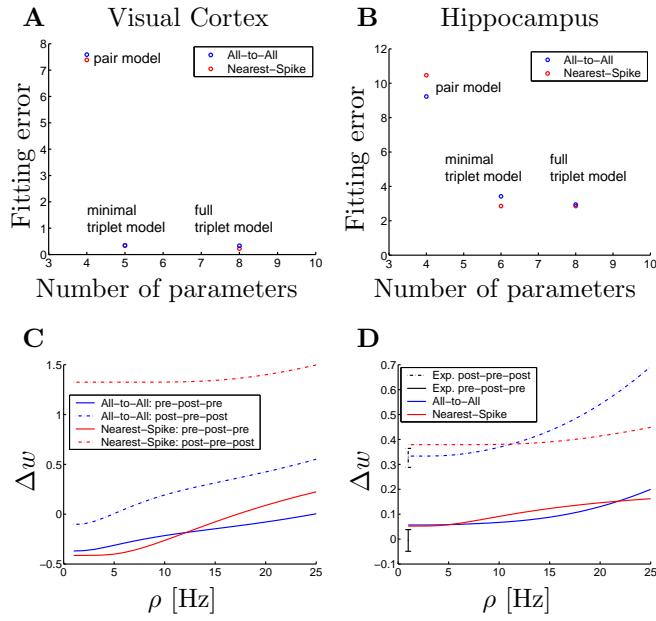 A Visual Cortex
8
7
6
5
4
3
2
1
0
Fitting error
pair model
All−to−All
Nearest−Spike
minimal
triplet model
full
triplet model
3 4 5 6 7 8 9 10
Number of parameters
B Hippocampus
12
10
8
6
4
2
0
Fitting error
All−to−All
Nearest−Spike
pair model
minimal
triplet model
full
triplet model
3 4 5 6 7 8 9 10
Number of parameters
C
1.5
0.5
0
−0.5
Δw
All−to−All: pre−post−pre
All−to−All: post−pre−post
Nearest−Spike: pre−post−pre
Nearest−Spike: post−pre−post
0 5 10 15 20 25
ρ [Hz]
D
0.7
0.6
0.5
0.4
0.3
0.2
0.1
0
−0.1
Δw
Exp. post−pre−post
Exp. pre−post−pre
All−to−All
Nearest−Spike
0 5 10 15 20 25
ρ [Hz]